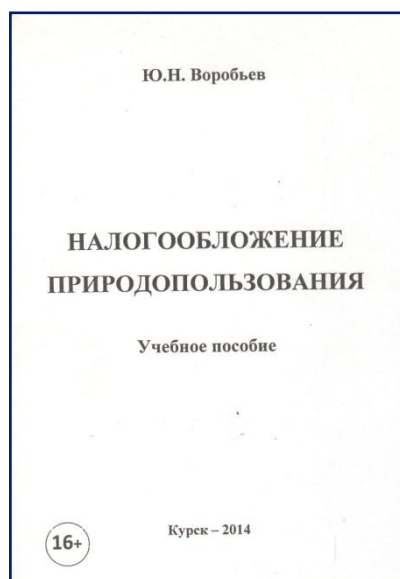 Ю.Н. Воробьев
НАЛОГООБЛОЖЕНИЕ
ПРИРОДОПОЛЬЗОВАНИЯ
Учебное пособие
Курск – 2014
16+